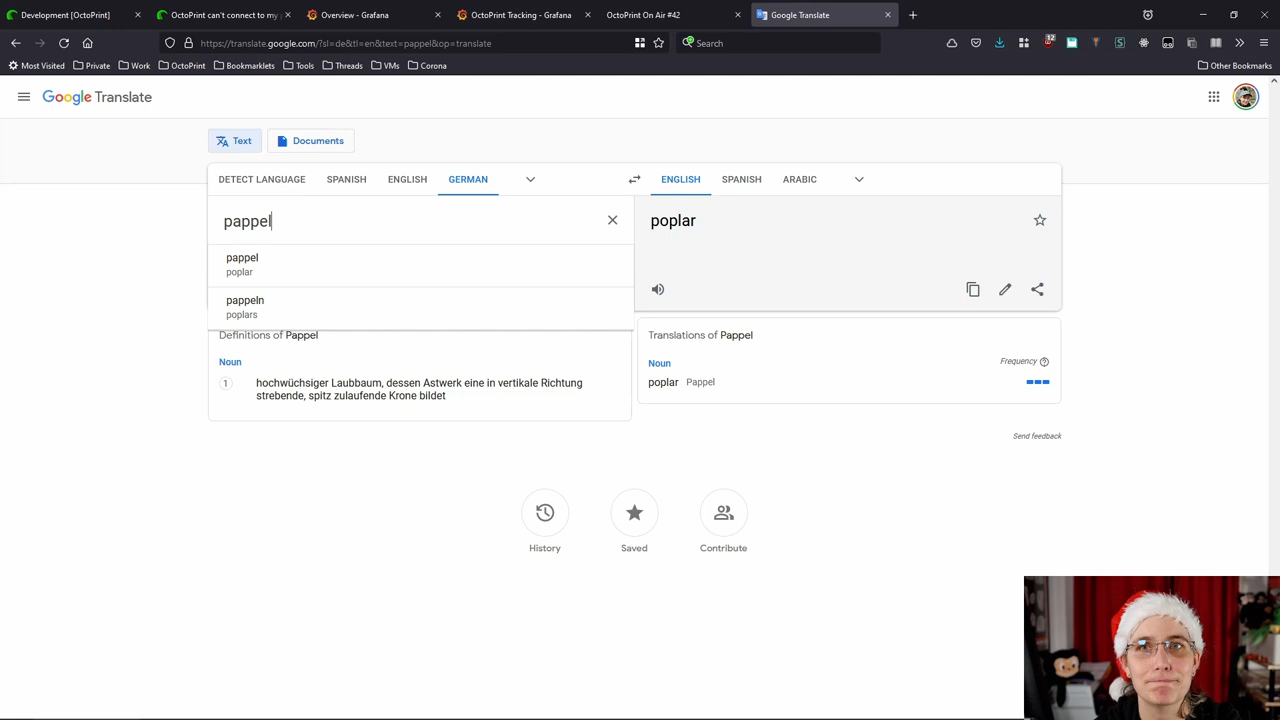 Development [OctoPrint]
OctoPrint can't connect to my p
Overview - Grafana
OctoPrint Tracking - Grafana
OctoPrint On Air #42
Google Translate
https://translate.google.com/?sl=de&tl=en&text=pappel&op=translate
Search
12
Most Visited
Private
Work
OctoPrint
Bookmarklets
Tools
Threads
VMs
Corona
Other Bookmarks
Google Translate
Text
Documents
DETECT LANGUAGE
SPANISH
ENGLISH
GERMAN
ENGLISH
SPANISH
ARABIC
pappel
poplar
pappel
poplar
pappeln
poplars
Definitions of Pappel
Noun
1
hochwüchsiger Laubbaum, dessen Astwerk eine in vertikale Richtung
strebende, spitz zulaufende Krone bildet
Translations of Pappel
Noun
Frequency
poplar Pappel
Send feedback
History
Saved
Contribute